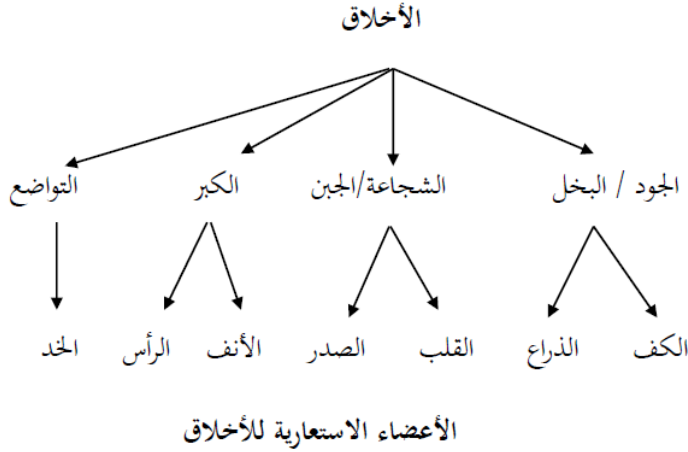 الأخلاق
الجود / البخل الشجاعة/الجبن الكبر التواضع
الكف الذراع القلب الصدر الأنف الرأس الخد
الأعضاء الاستعارية للأخلاق